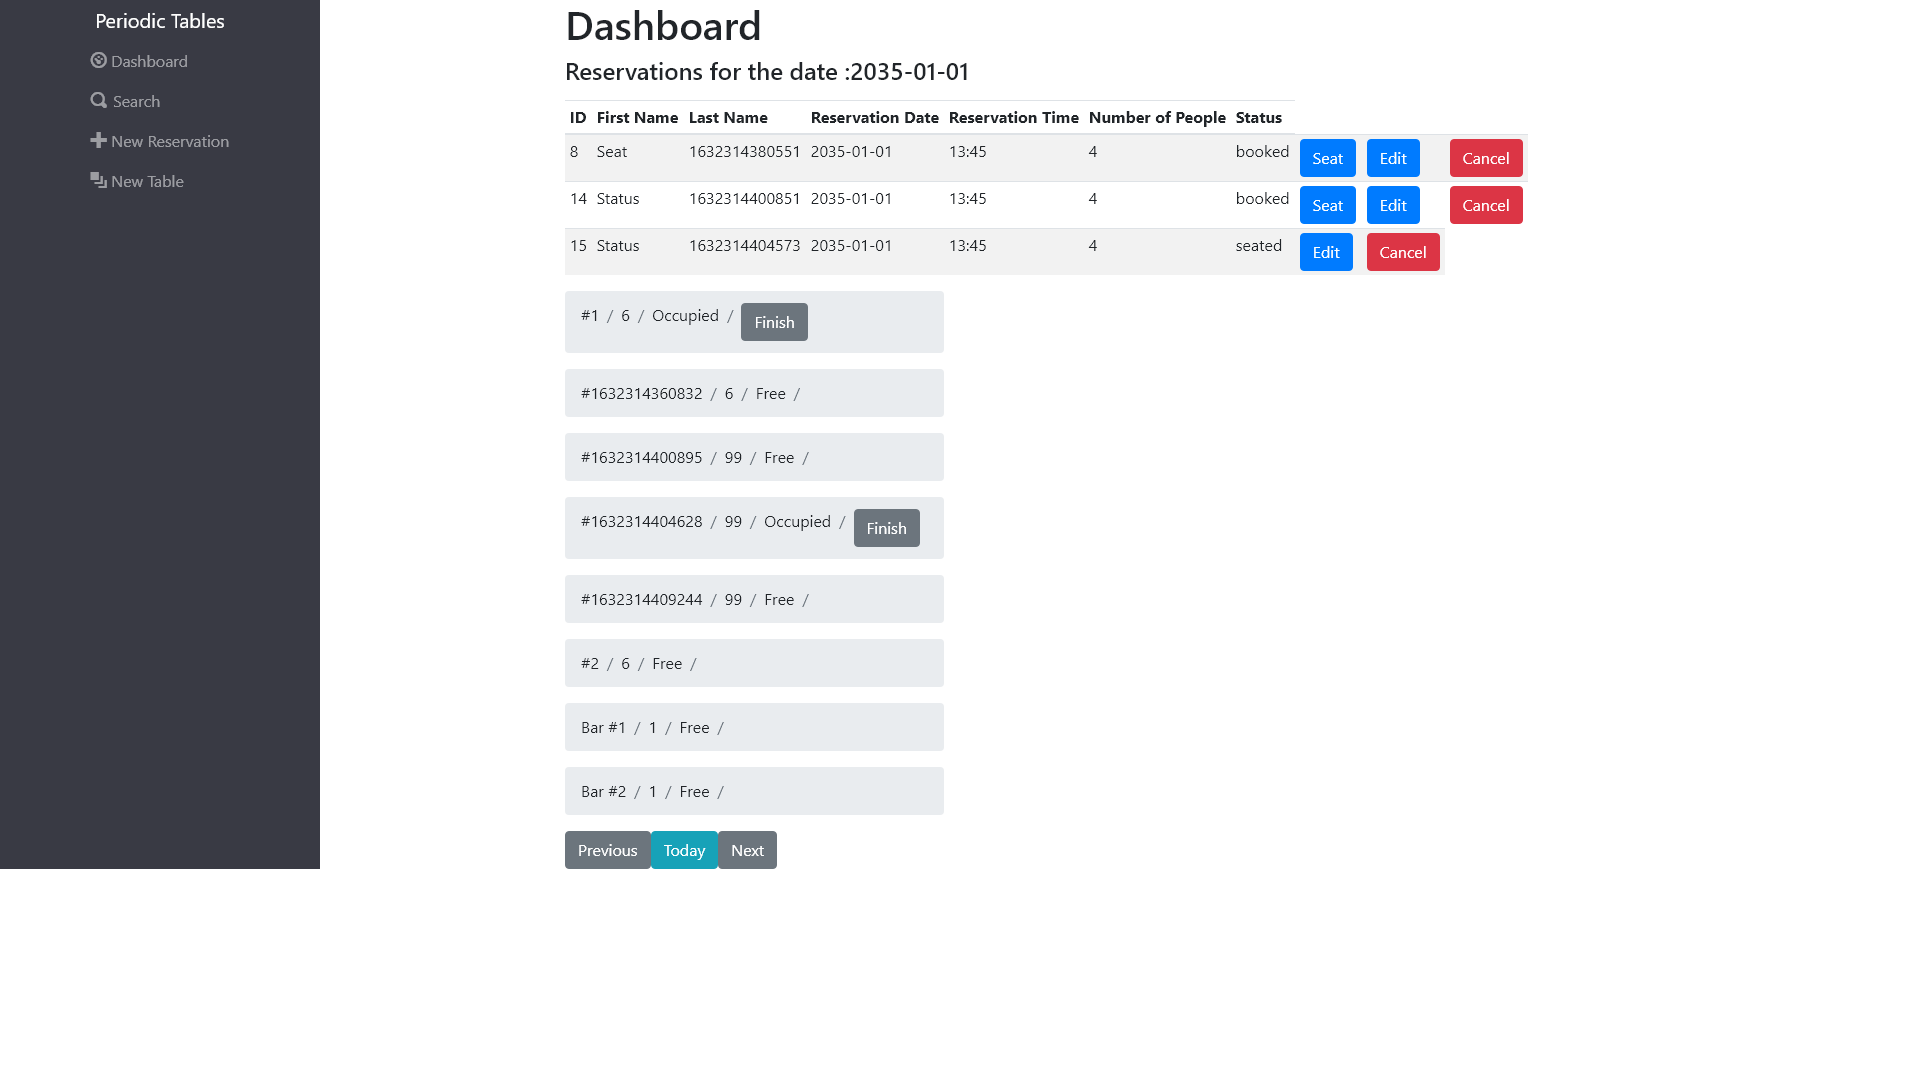 Periodic Tables
Dashboard
Search
New Reservation
New Table
Dashboard
Reservations for the date :2035-01-01
ID First Name Last Name Reservation Date Reservation Time Number of People Status
8 Seat 1632314380551 2035-01-01 13:45 4 booked Seat Edit Cancel
14 Status 1632314400851 2035-01-01 13:45 4 booked Seat Edit Cancel
15 Status 1632314404573 2035-01-01 13:45 4 seated Edit Cancel
#1 / 6 / Occupied / Finish
#1632314360832 / 6 / Free /
#1632314400895 / 99 / Free /
#1632314404628 / 99 / Occupied / Finish
#1632314409244 / 99 / Free /
#2 / 6 / Free /
Bar #1 / 1 / Free /
Bar #2 / 1 / Free /
Previous Today Next